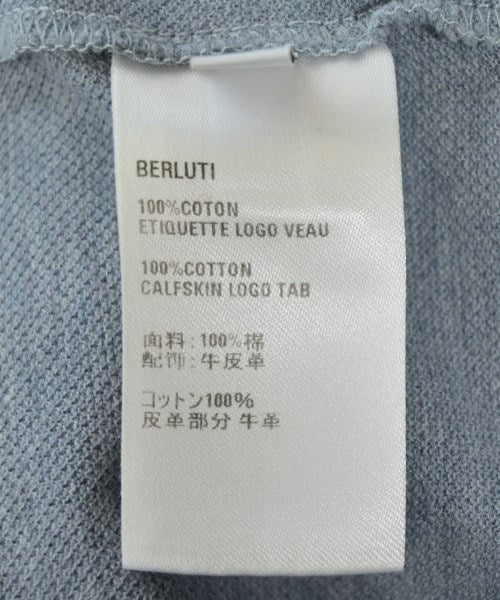 BERLUTI
100%COTON
ETIQUETTE LOGO VEAU
100%COTTON
CALFSKIN LOGO TAB
面料:100%棉
配饰:牛皮革
コットン100%
皮革部分 牛革